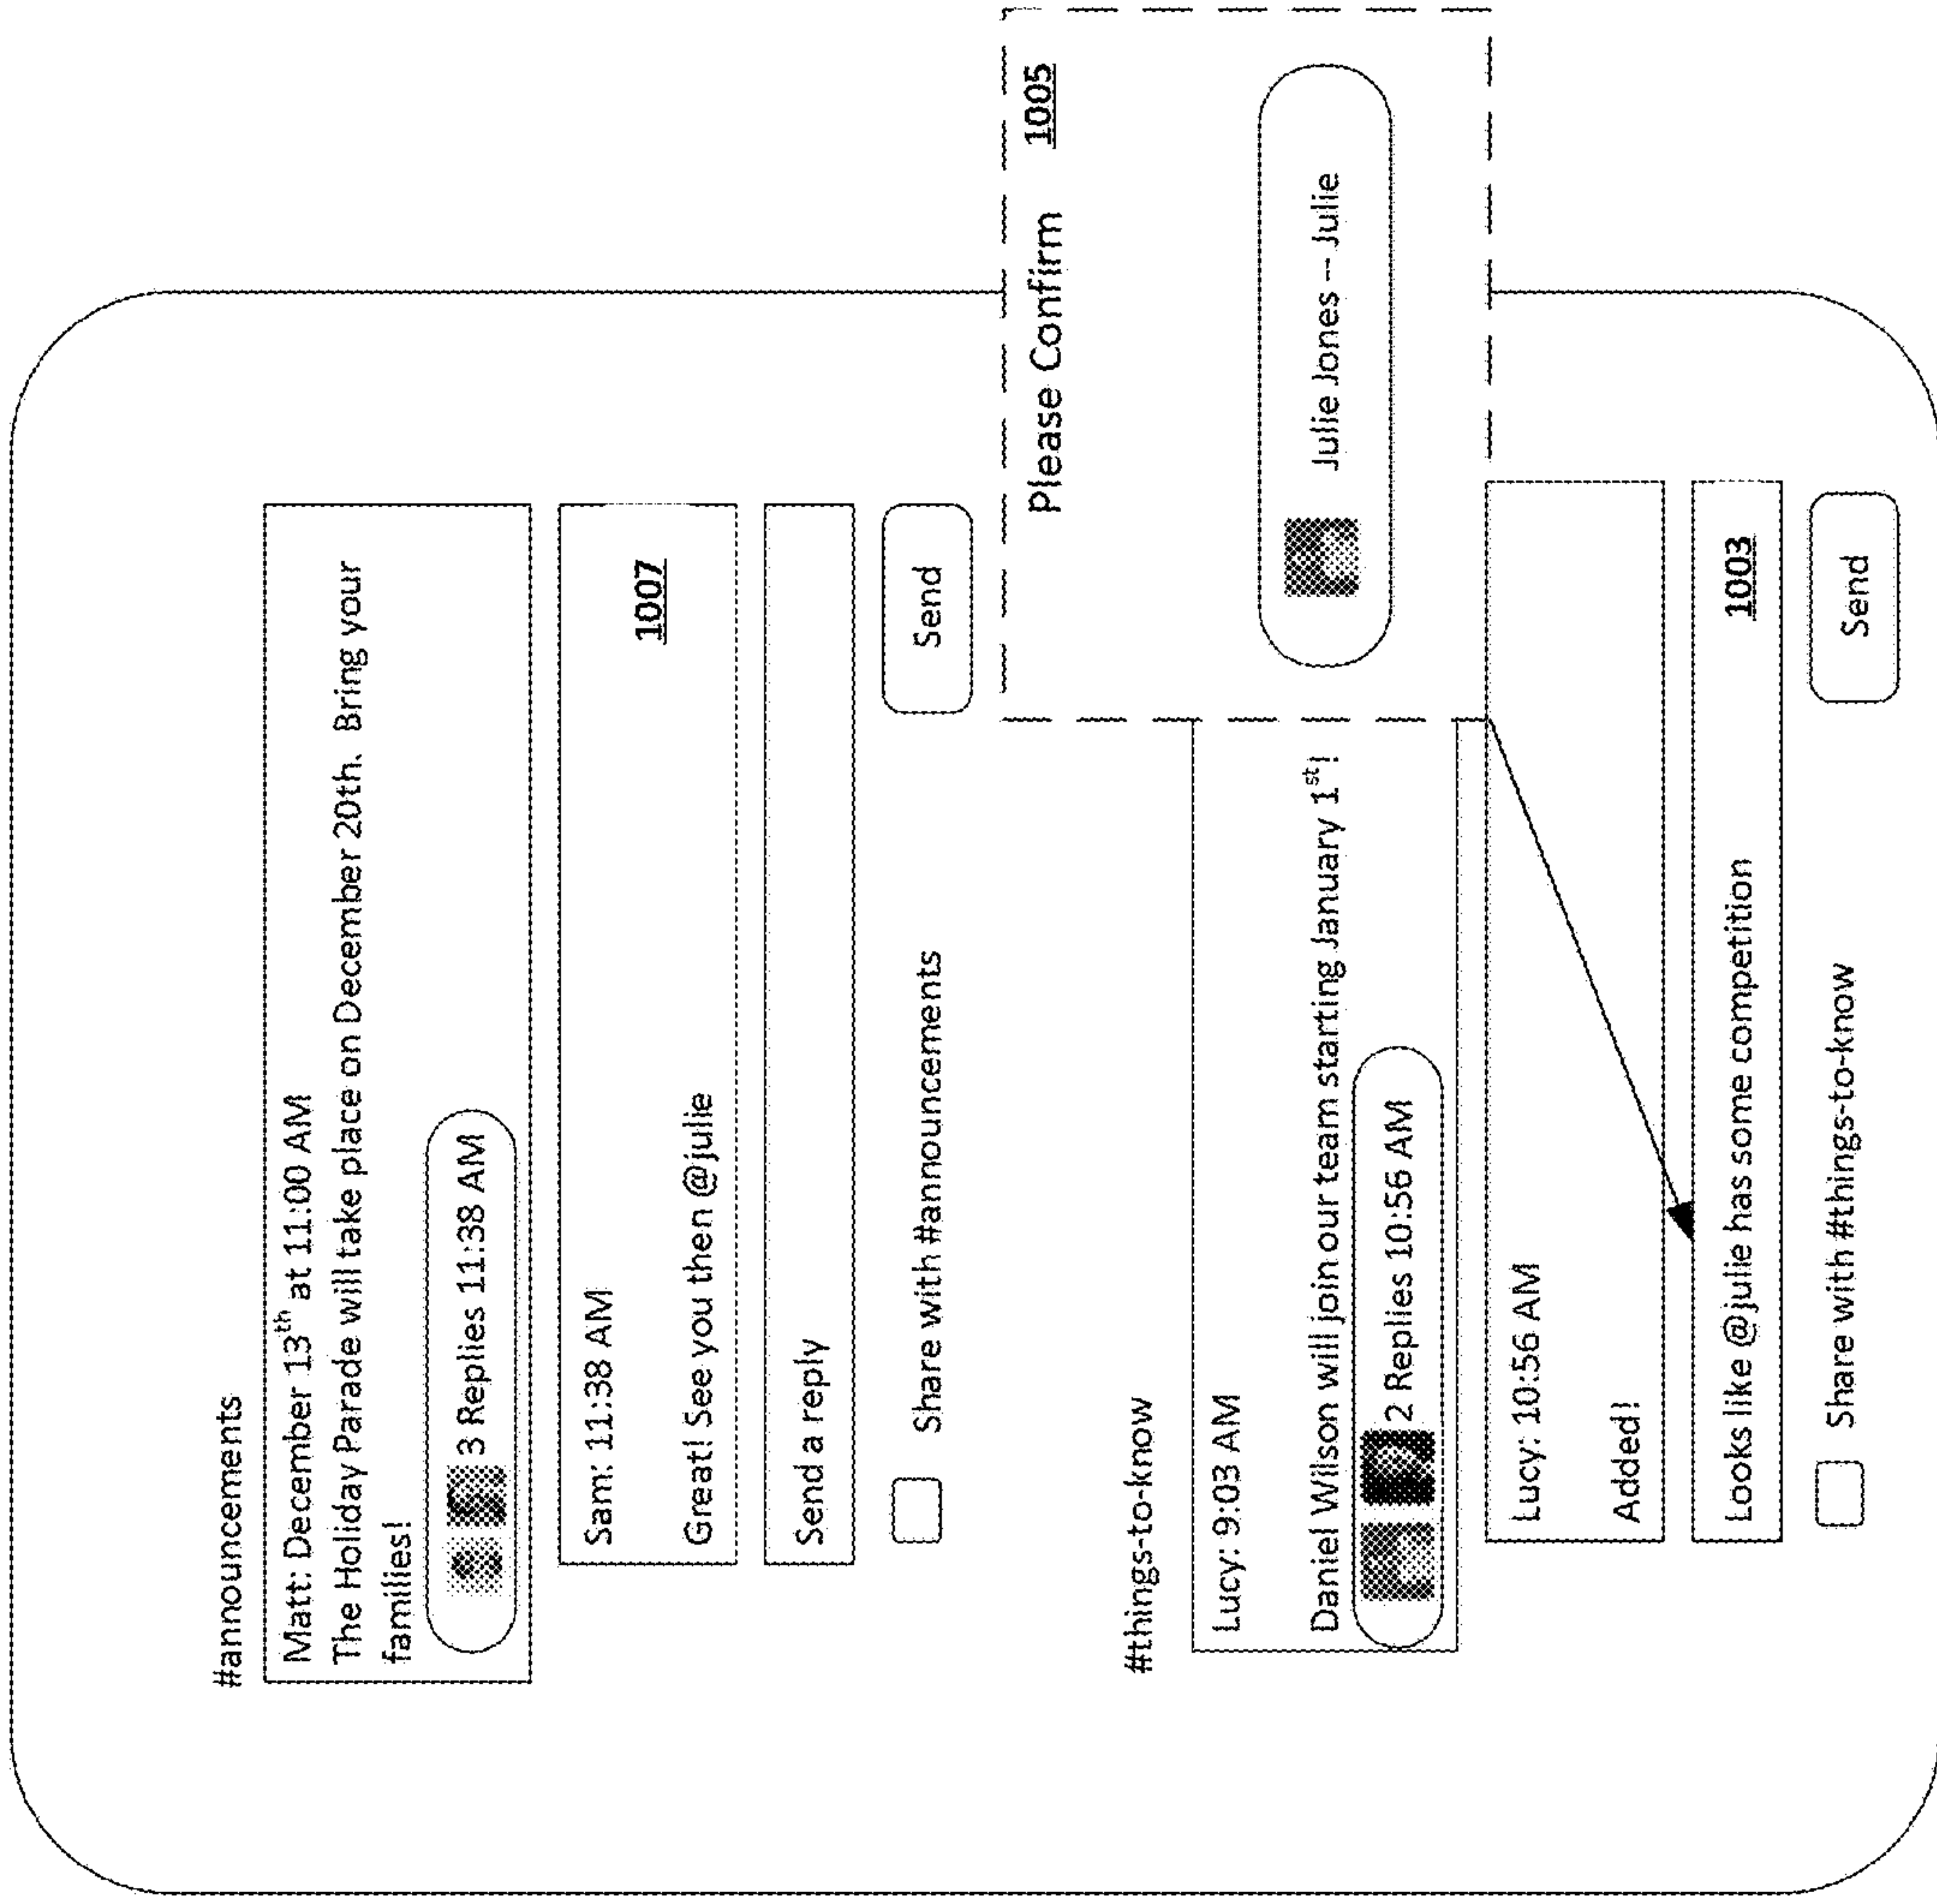 #announcements
Matt: December 13th at 11:00 AM
The Holiday Parade will take place on December 20th. Bring your
families!
3 Replies 11:38 AM
Sam: 11:38 AM
1007
Great! See you then @julie
Send a reply
Share with #announcements
Send
Please Confirm 1005
Julie Jones -- Julie
#things-to-know
Lucy: 9:03 AM
Daniel Wilson will join our team starting January 1st!
2 Replies 10:56 AM
Lucy: 10:56 AM
Added!
Looks like @julie has some competition 1003
Share with #things-to-know
Send